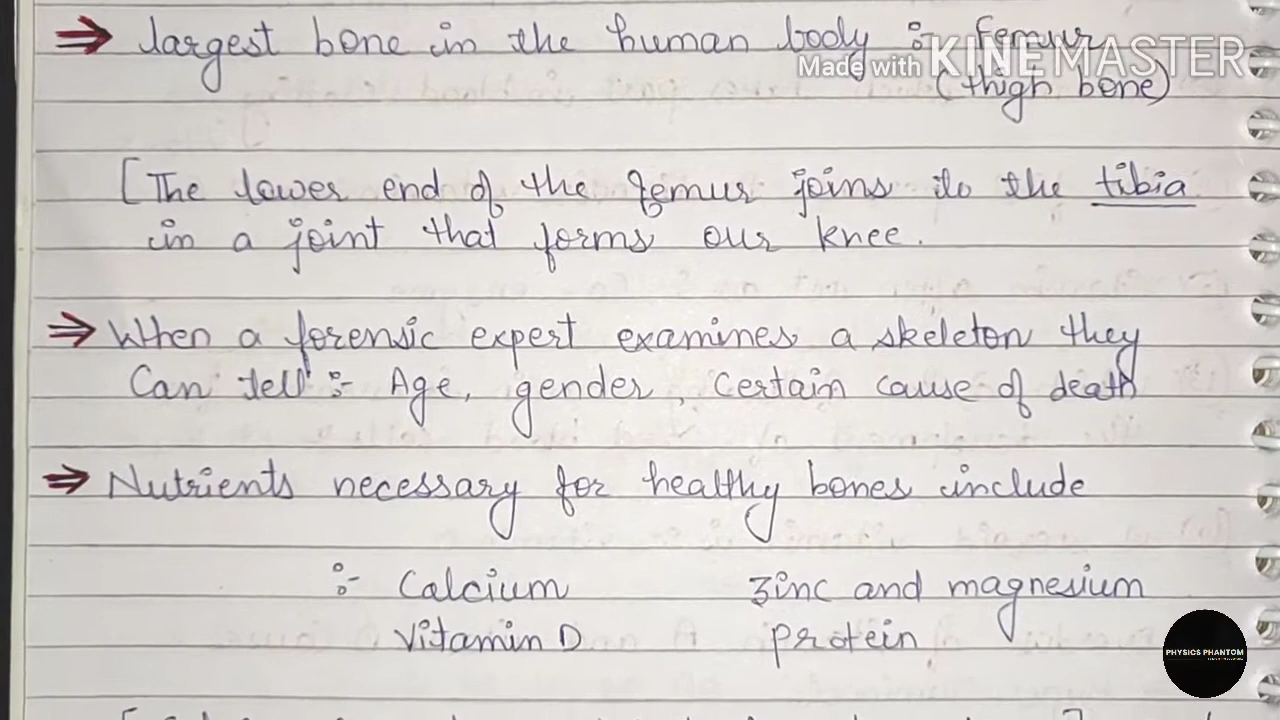 ⇒ largest bone in the human body :- femur
Made with KINEMASTER
(thigh bone)
[The lower end of the femur joins to the tibia
in a joint that forms our knee.
⇒ When a forensic expert examines a skeleton they
Can tell :- Age, gender, Certain cause of death
⇒ Nutrients necessary for healthy bones include
:- Calcium Zinc and magnesium
Vitamin D Protein
PHYSICS PHANTOM